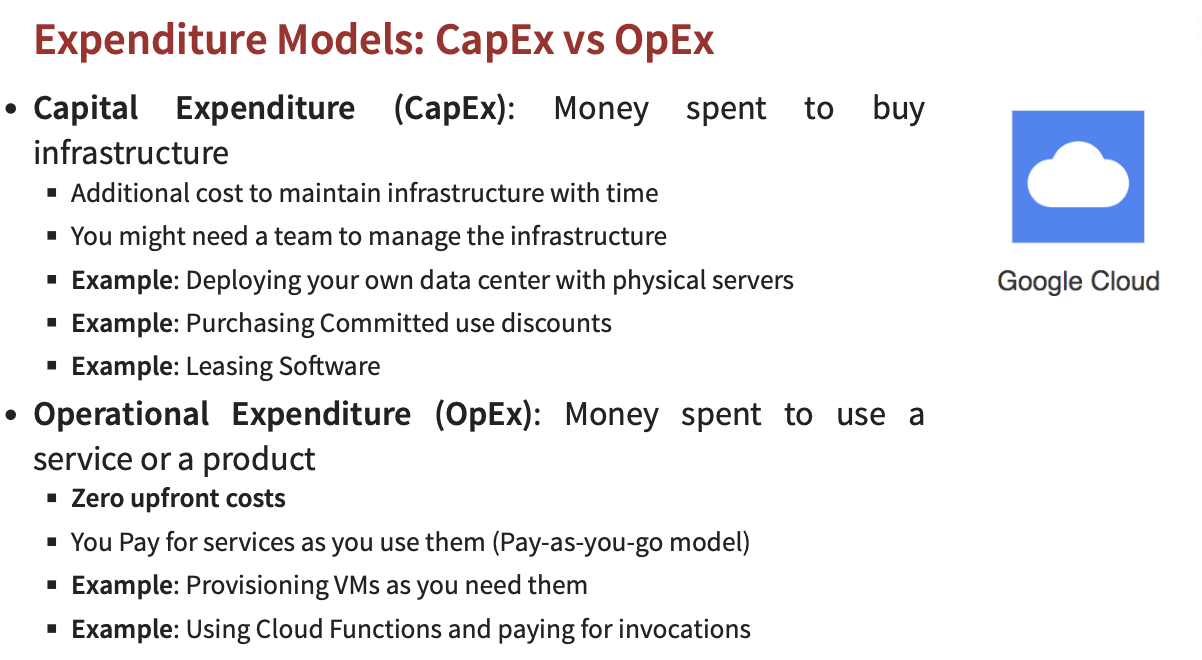 Expenditure Models: CapEx vs OpEx
• Capital Expenditure (CapEx): Money spent to buy
infrastructure
▪ Additional cost to maintain infrastructure with time
▪ You might need a team to manage the infrastructure
▪ Example: Deploying your own data center with physical servers
▪ Example: Purchasing Committed use discounts
▪ Example: Leasing Software
• Operational Expenditure (OpEx): Money spent to use a
service or a product
▪ Zero upfront costs
▪ You Pay for services as you use them (Pay-as-you-go model)
▪ Example: Provisioning VMs as you need them
▪ Example: Using Cloud Functions and paying for invocations
Google Cloud